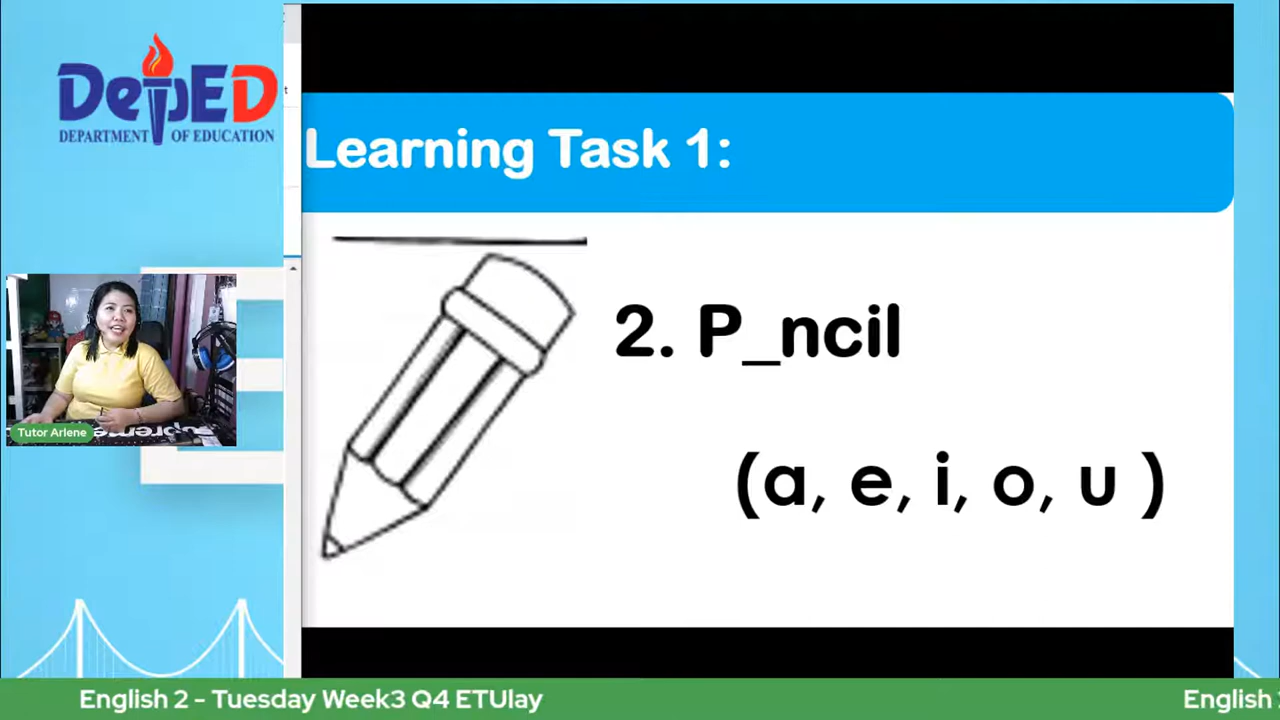 DepED
DEPARTMENT OF EDUCATION
t
Learning Task 1:
2. P_ncil
(a, e, i, o, u )
Tutor Arlene
English 2 - Tuesday Week3 Q4 ETUlay
English